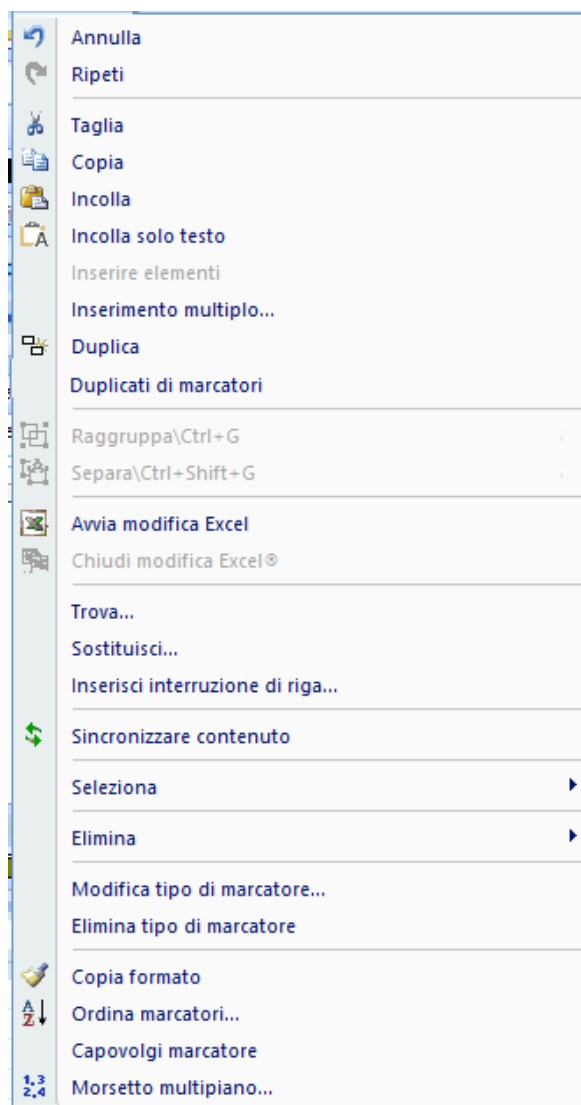 Annulla
Ripeti
Taglia
Copia
Incolla
Incolla solo testo
Inserire elementi
Inserimento multiplo...
Duplica
Duplicati di marcatori
Raggruppa\Ctrl+G
Separa\Ctrl+Shift+G
Avvia modifica Excel
Chiudi modifica Excel®
Trova...
Sostituisci...
Inserisci interruzione di riga...
Sincronizzare contenuto
Seleziona
Elimina
Modifica tipo di marcatore...
Elimina tipo di marcatore
Copia formato
Ordina marcatori...
Capovolgi marcatore
Morsetto multipiano...